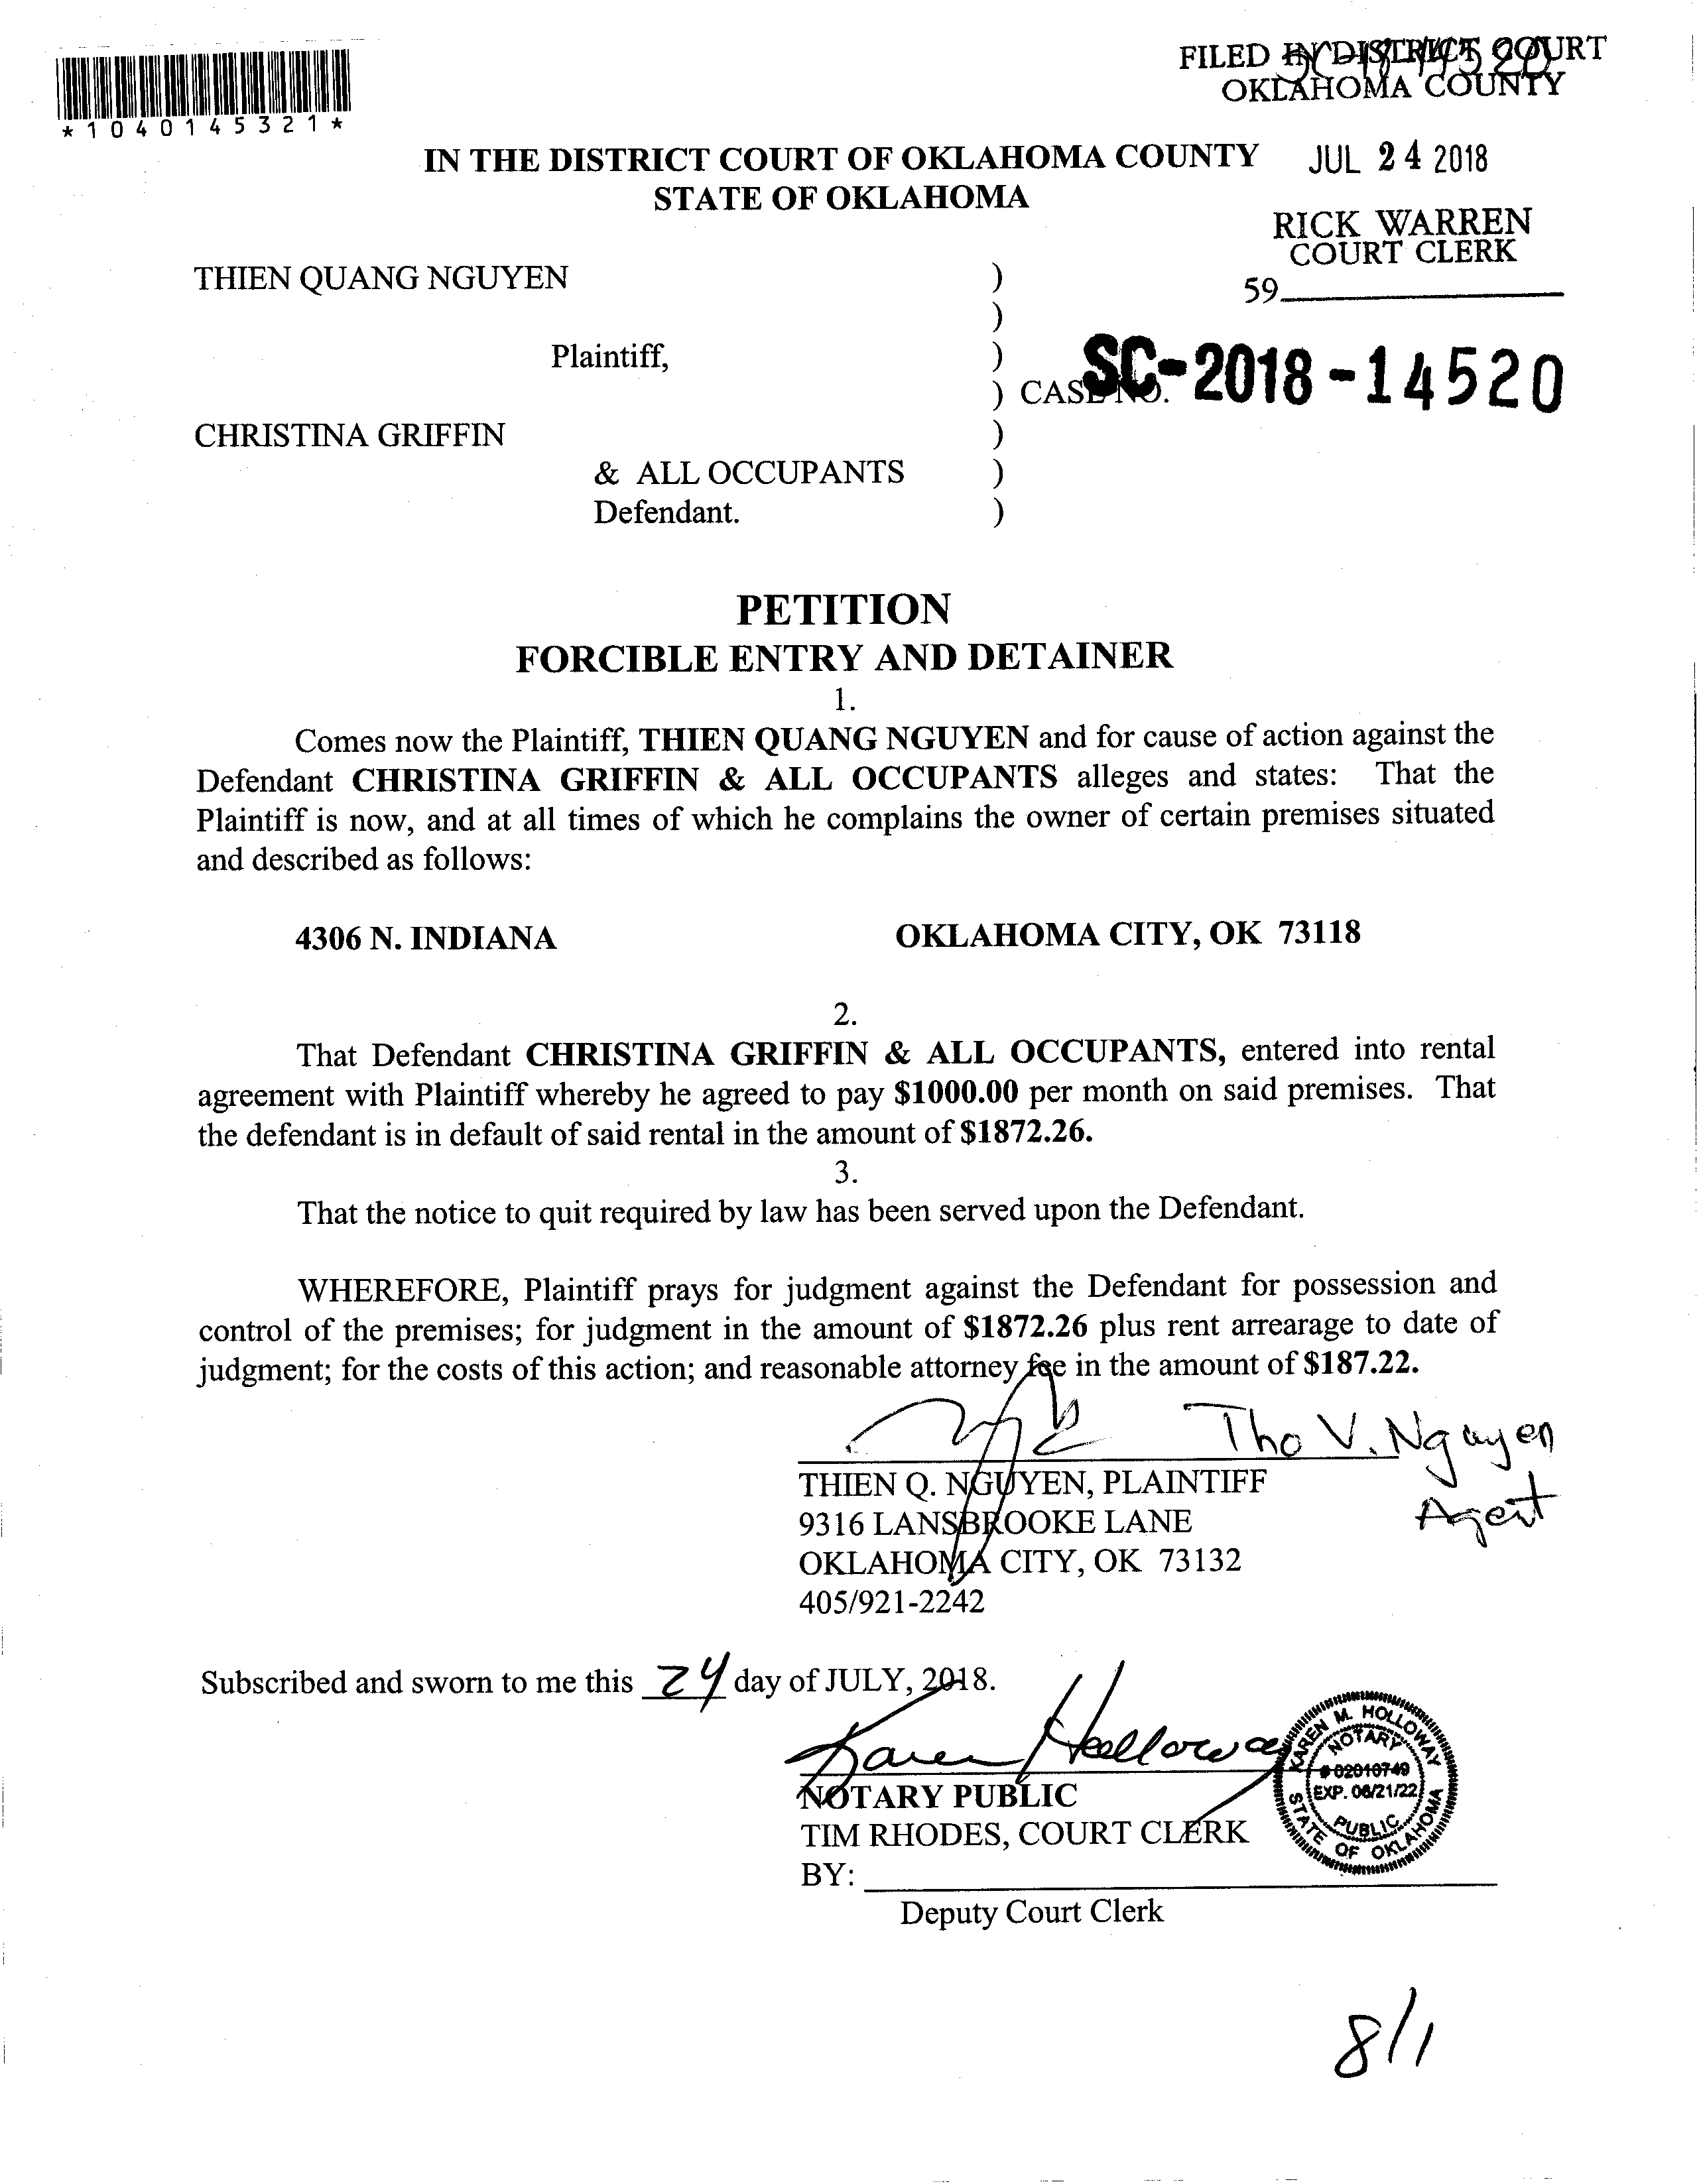 FILED IN DISTRICT COURT
OKLAHOMA COUNTY
*1040145321*
IN THE DISTRICT COURT OF OKLAHOMA COUNTY
STATE OF OKLAHOMA
JUL 24 2018
RICK WARREN
COURT CLERK
59
THIEN QUANG NGUYEN )
)
Plaintiff, )
) CASE NO. SC-2018-14520
CHRISTINA GRIFFIN )
& ALL OCCUPANTS )
Defendant. )
PETITION
FORCIBLE ENTRY AND DETAINER
1.
Comes now the Plaintiff, THIEN QUANG NGUYEN and for cause of action against the
Defendant CHRISTINA GRIFFIN & ALL OCCUPANTS alleges and states: That the
Plaintiff is now, and at all times of which he complains the owner of certain premises situated
and described as follows:
4306 N. INDIANA OKLAHOMA CITY, OK 73118
2.
That Defendant CHRISTINA GRIFFIN & ALL OCCUPANTS, entered into rental
agreement with Plaintiff whereby he agreed to pay $1000.00 per month on said premises. That
the defendant is in default of said rental in the amount of $1872.26.
3.
That the notice to quit required by law has been served upon the Defendant.
WHEREFORE, Plaintiff prays for judgment against the Defendant for possession and
control of the premises; for judgment in the amount of $1872.26 plus rent arrearage to date of
judgment; for the costs of this action; and reasonable attorney fee in the amount of $187.22.
Tho V. Nguyen
Agent
THIEN Q. NGUYEN, PLAINTIFF
9316 LANSBROOKE LANE
OKLAHOMA CITY, OK 73132
405/921-2242
Subscribed and sworn to me this 24 day of JULY, 2018.
Karen Holloway
NOTARY PUBLIC
TIM RHODES, COURT CLERK
BY:
Deputy Court Clerk
KAREN M. HOLLOWAY
NOTARY
# 02010749
EXP. 06/21/22
PUBLIC
STATE OF OKLAHOMA
8/1